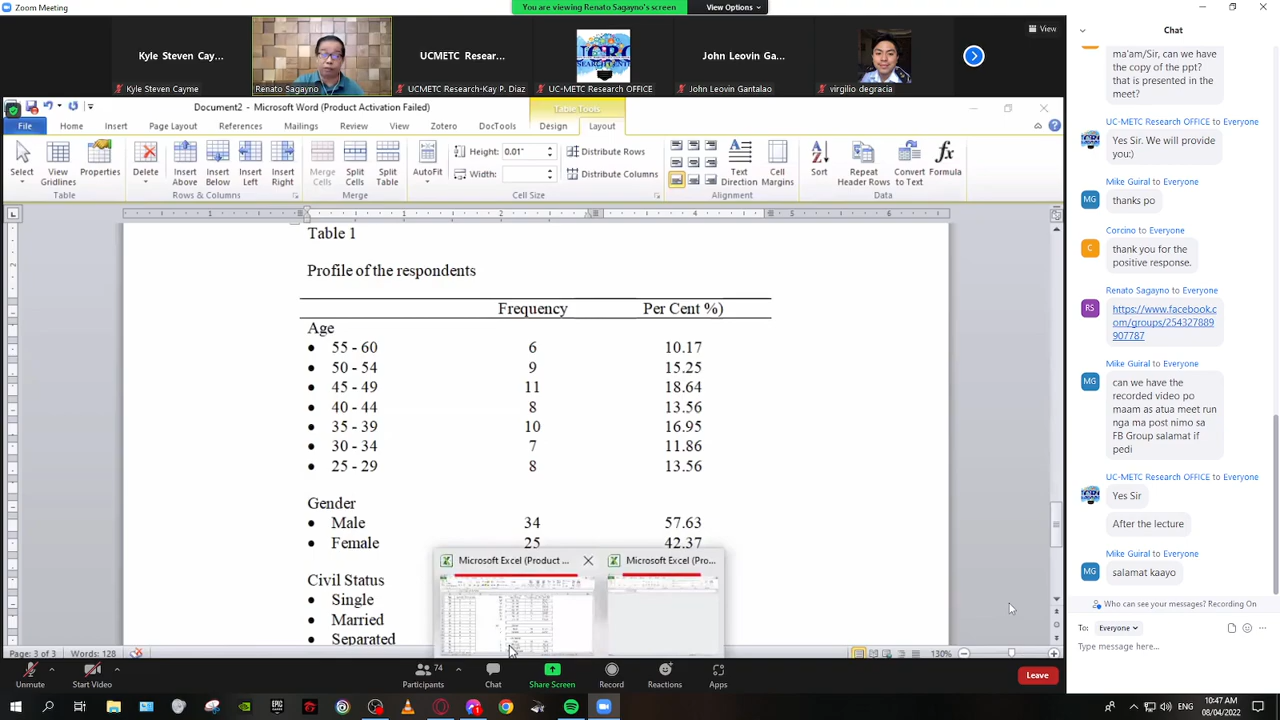 Zoom Meeting
You are viewing Renato Sagayno's screen
View Options
View
Kyle Steven Cay...
UCMETC Resear...
John Leovin Ga...
Kyle Steven Cayme
Renato Sagayno
UCMETC Research-Kay P. Diaz
UC-METC Research OFFICE
John Leovin Gantalao
virgilio degracia
Document2 - Microsoft Word (Product Activation Failed)
Table Tools
File
Home
Insert
Page Layout
References
Mailings
Review
View
Zotero
DocTools
Design
Layout
Select
View Gridlines
Properties
Delete
Insert Above
Insert Below
Insert Left
Insert Right
Merge Cells
Split Cells
Split Table
AutoFit
Height: 0.01"
Width:
Distribute Rows
Distribute Columns
Text Direction
Cell Margins
Sort
Repeat Header Rows
Convert to Text
Formula
Table
Rows & Columns
Merge
Cell Size
Alignment
Data
Table 1
Profile of the respondents
Frequency Per Cent %)
Age
• 55 - 60 6 10.17
• 50 - 54 9 15.25
• 45 - 49 11 18.64
• 40 - 44 8 13.56
• 35 - 39 10 16.95
• 30 - 34 7 11.86
• 25 - 29 8 13.56
Gender
• Male 34 57.63
• Female 25 42.37
Civil Status
• Single
• Married
• Separated
Microsoft Excel (Product ...
Microsoft Excel (Pro...
Page: 3 of 3
Words: 128
130%
Unmute
Start Video
74
Participants
Chat
Share Screen
Record
Reactions
Apps
Leave
Chat
ma'am/Sir, can we have
the copy of the ppt?
that is presented in the
meet?
UC-METC Research OFFICE to Everyone
Yes Sir. We will provide
you:)
Mike Guiral to Everyone
MG
thanks po
Corcino to Everyone
C
thank you for the
positive response.
Renato Sagayno to Everyone
RS
https://www.facebook.c
om/groups/254327889
907787
Mike Guiral to Everyone
MG
can we have the
recorded video po
maam as atua meet run
nga ma post nimo sa
FB Group salamat if
pedi
UC-METC Research OFFICE to Everyone
Yes Sir
After the lecture
Mike Guiral to Everyone
MG
salamat kaayo
Who can see your messages? Recording On
To: Everyone
Type message here...
ENG
10:47 AM
08/04/2022